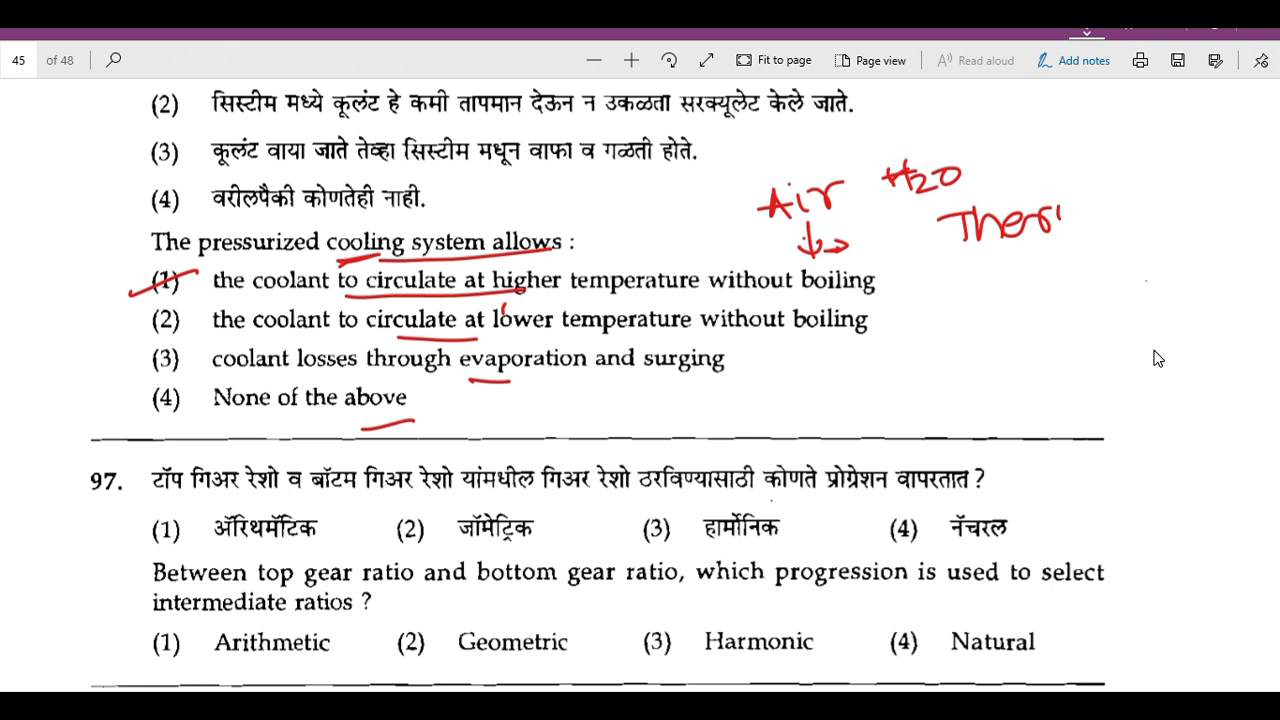 45 of 48 Fit to page Page view Read aloud Add notes
(2) सिस्टीम मध्ये कूलंट हे कमी तापमान देऊन न उकळता सरक्यूलेट केले जाते.
(3) कूलंट वाया जाते तेव्हा सिस्टीम मधून वाफा व गळती होते.
(4) वरीलपैकी कोणतेही नाही.
Air H20
Ther
The pressurized cooling system allows :
(1) the coolant to circulate at higher temperature without boiling
(2) the coolant to circulate at lower temperature without boiling
(3) coolant losses through evaporation and surging
(4) None of the above
97. टॉप गिअर रेशो व बॉटम गिअर रेशो यांमधील गिअर रेशो ठरविण्यासाठी कोणते प्रोग्रेशन वापरतात ?
(1) ॲरिथमॅटिक (2) जॉमेट्रिक (3) हार्मोनिक (4) नॅचरल
Between top gear ratio and bottom gear ratio, which progression is used to select
intermediate ratios ?
(1) Arithmetic (2) Geometric (3) Harmonic (4) Natural